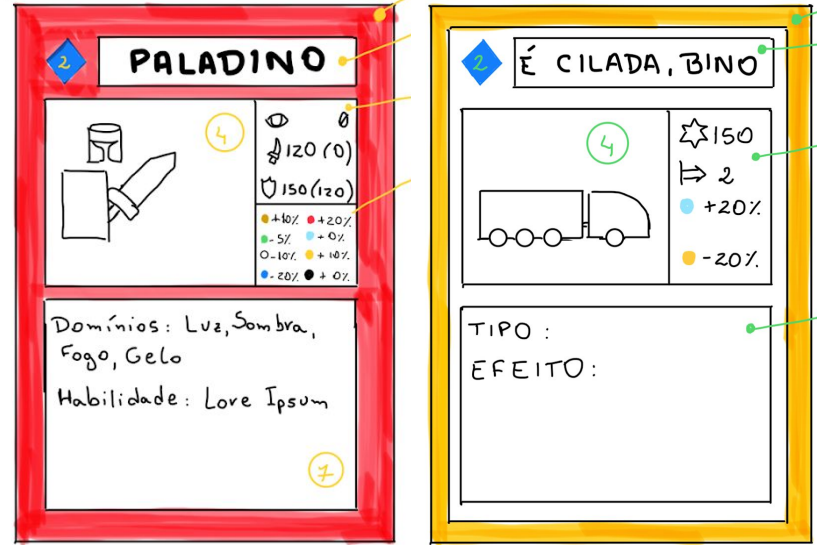 2
PALADINO
4
0
120 (0)
150 (120)
+10% +20%
-5% +0%
-10% +10%
-20% +0%
Domínios: Luz, Sombra,
Fogo, Gelo
Habilidade: Lore Ipsum
7
2
É CILADA, BINO
4
150
2
+20%
-20%
TIPO:
EFEITO: